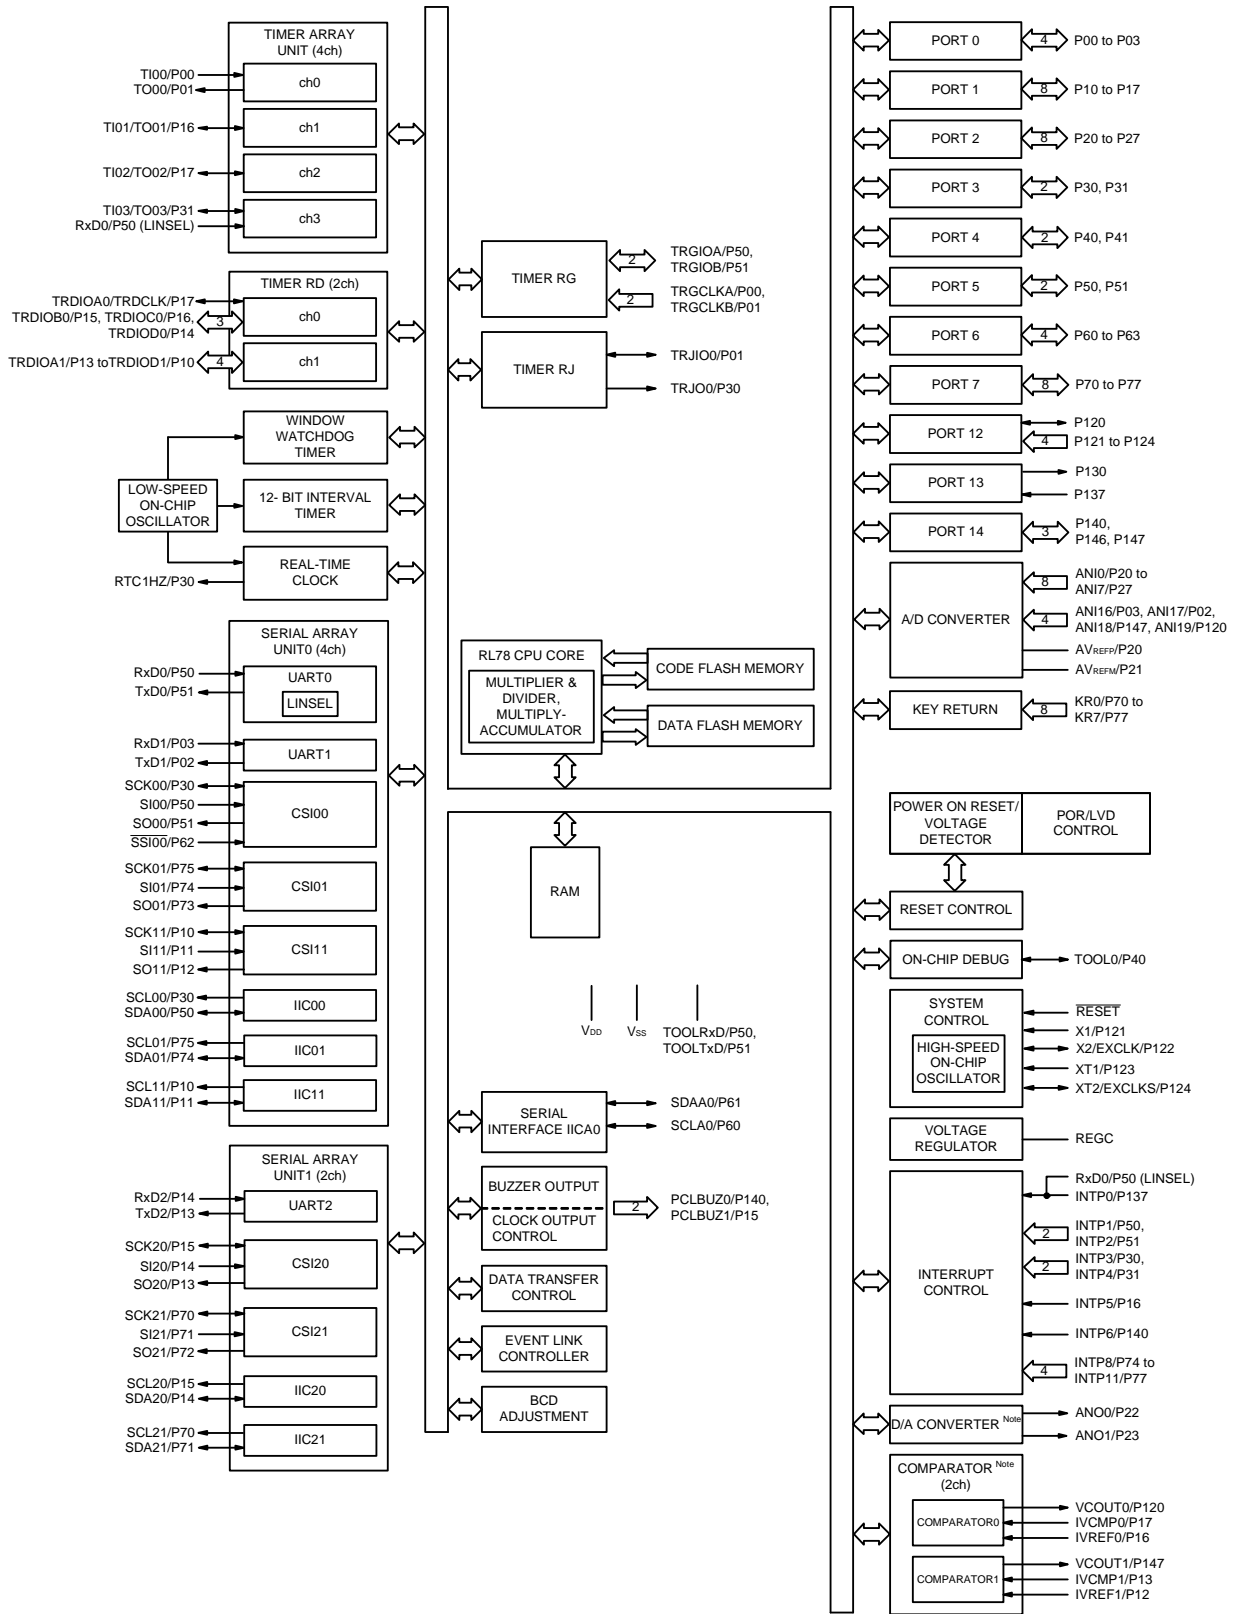 TIMER ARRAY
UNIT (4ch)
TI00/P00
TO00/P01
ch0
TI01/TO01/P16
ch1
TI02/TO02/P17
ch2
TI03/TO03/P31
RxD0/P50 (LINSEL)
ch3
TIMER RD (2ch)
TRDIOA0/TRDCLK/P17
TRDIOB0/P15, TRDIOC0/P16,
TRDIOD0/P14
3
ch0
TRDIOA1/P13 toTRDIOD1/P10
4
ch1
WINDOW
WATCHDOG
TIMER
LOW-SPEED
ON-CHIP
OSCILLATOR
12- BIT INTERVAL
TIMER
RTC1HZ/P30
REAL-TIME
CLOCK
SERIAL ARRAY
UNIT0 (4ch)
RxD0/P50
TxD0/P51
UART0
LINSEL
RxD1/P03
TxD1/P02
UART1
SCK00/P30
SI00/P50
SO00/P51
SSI00/P62
CSI00
SCK01/P75
SI01/P74
SO01/P73
CSI01
SCK11/P10
SI11/P11
SO11/P12
CSI11
SCL00/P30
SDA00/P50
IIC00
SCL01/P75
SDA01/P74
IIC01
SCL11/P10
SDA11/P11
IIC11
SERIAL ARRAY
UNIT1 (2ch)
RxD2/P14
TxD2/P13
UART2
SCK20/P15
SI20/P14
SO20/P13
CSI20
SCK21/P70
SI21/P71
SO21/P72
CSI21
SCL20/P15
SDA20/P14
IIC20
SCL21/P70
SDA21/P71
IIC21
TIMER RG
2
TRGIOA/P50,
TRGIOB/P51
2
TRGCLKA/P00,
TRGCLKB/P01
TIMER RJ
TRJIO0/P01
TRJO0/P30
RL78 CPU CORE
MULTIPLIER &
DIVIDER,
MULTIPLY-
ACCUMULATOR
CODE FLASH MEMORY
DATA FLASH MEMORY
RAM
VDD
VSS
TOOLRxD/P50,
TOOLTxD/P51
SERIAL
INTERFACE IICA0
SDAA0/P61
SCLA0/P60
BUZZER OUTPUT
CLOCK OUTPUT
CONTROL
2
PCLBUZ0/P140,
PCLBUZ1/P15
DATA TRANSFER
CONTROL
EVENT LINK
CONTROLLER
BCD
ADJUSTMENT
PORT 0
4
P00 to P03
PORT 1
8
P10 to P17
PORT 2
8
P20 to P27
PORT 3
2
P30, P31
PORT 4
2
P40, P41
PORT 5
2
P50, P51
PORT 6
4
P60 to P63
PORT 7
8
P70 to P77
PORT 12
P120
4
P121 to P124
PORT 13
P130
P137
PORT 14
3
P140,
P146, P147
A/D CONVERTER
8
ANI0/P20 to
ANI7/P27
4
ANI16/P03, ANI17/P02,
ANI18/P147, ANI19/P120
AVREFP/P20
AVREFM/P21
KEY RETURN
8
KR0/P70 to
KR7/P77
POWER ON RESET/
VOLTAGE
DETECTOR
POR/LVD
CONTROL
RESET CONTROL
ON-CHIP DEBUG
TOOL0/P40
SYSTEM
CONTROL
HIGH-SPEED
ON-CHIP
OSCILLATOR
RESET
X1/P121
X2/EXCLK/P122
XT1/P123
XT2/EXCLKS/P124
VOLTAGE
REGULATOR
REGC
INTERRUPT
CONTROL
RxD0/P50 (LINSEL)
INTP0/P137
2
INTP1/P50,
INTP2/P51
2
INTP3/P30,
INTP4/P31
INTP5/P16
INTP6/P140
4
INTP8/P74 to
INTP11/P77
D/A CONVERTER Note
ANO0/P22
ANO1/P23
COMPARATOR Note
(2ch)
COMPARATOR0
VCOUT0/P120
IVCMP0/P17
IVREF0/P16
COMPARATOR1
VCOUT1/P147
IVCMP1/P13
IVREF1/P12